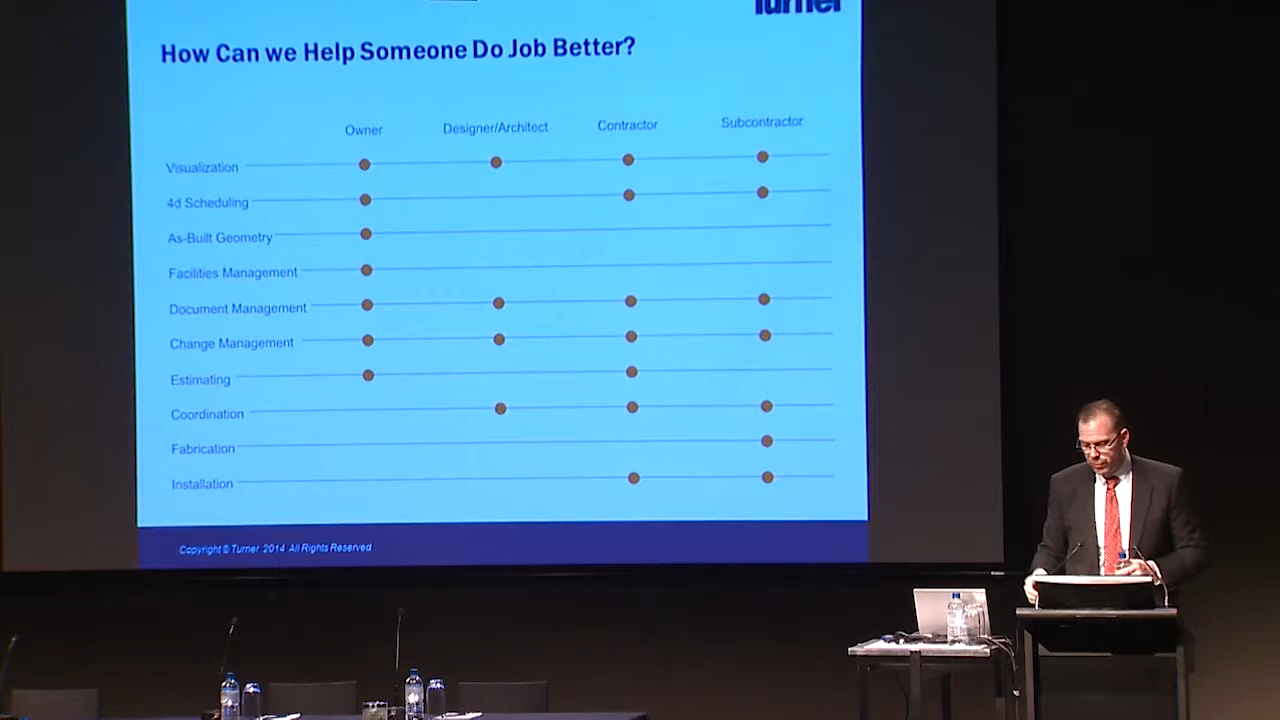 Turner
How Can we Help Someone Do Job Better?
Owner Designer/Architect Contractor Subcontractor
Visualization
4d Scheduling
As-Built Geometry
Facilities Management
Document Management
Change Management
Estimating
Coordination
Fabrication
Installation
Copyright © Turner 2014 All Rights Reserved